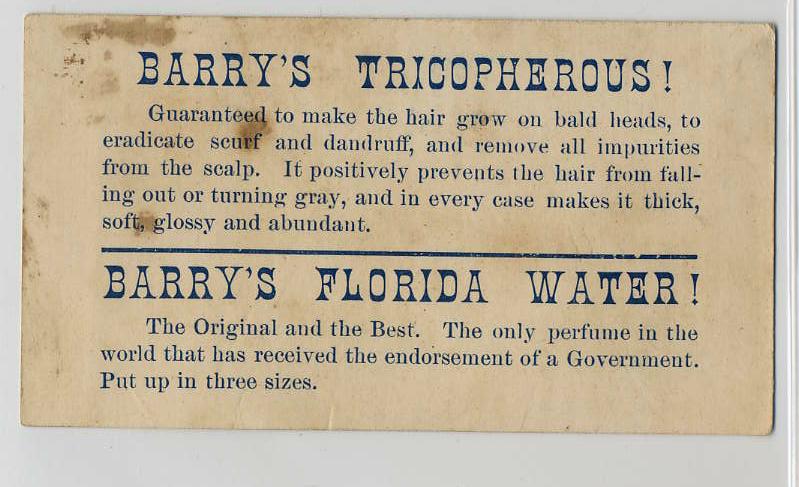 BARRY'S TRICOPHEROUS!
Guaranteed to make the hair grow on bald heads, to
eradicate scurf and dandruff, and remove all impurities
from the scalp. It positively prevents the hair from fall-
ing out or turning gray, and in every case makes it thick,
soft, glossy and abundant.
BARRY'S FLORIDA WATER!
The Original and the Best. The only perfume in the
world that has received the endorsement of a Government.
Put up in three sizes.